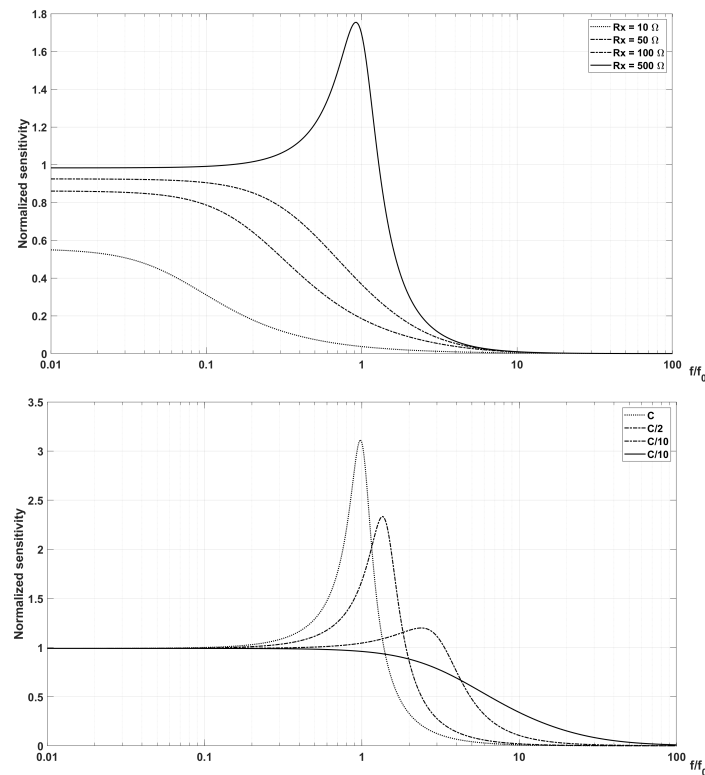 1.8
1.6
1.4
1.2
1
0.8
0.6
0.4
0.2
0
Normalized sensitivity
Rx = 10 Ω
Rx = 50 Ω
Rx = 100 Ω
Rx = 500 Ω
0.01 0.1 1 10 100
f/f0
3.5
3
2.5
2
1.5
1
0.5
0
Normalized sensitivity
C
C/2
C/10
C/10
0.01 0.1 1 10 100
f/f0